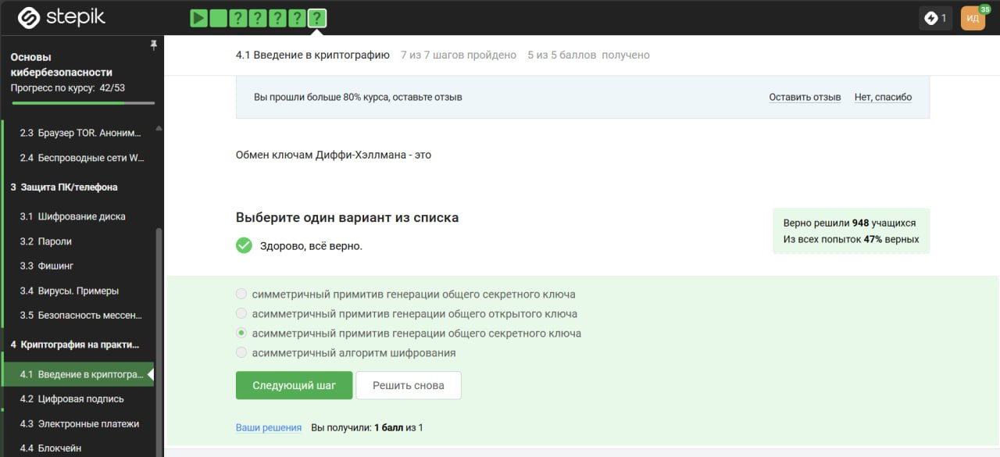 stepik
? ? ? ? ?
1
ИД
35
Основы
кибербезопасности
Прогресс по курсу: 42/53
2.3 Браузер TOR. Аноним...
2.4 Беспроводные сети W...
3 Защита ПК/телефона
3.1 Шифрование диска
3.2 Пароли
3.3 Фишинг
3.4 Вирусы. Примеры
3.5 Безопасность мессен...
4 Криптография на практи...
4.1 Введение в криптогра...
4.2 Цифровая подпись
4.3 Электронные платежи
4.4 Блокчейн
4.1 Введение в криптографию 7 из 7 шагов пройдено 5 из 5 баллов получено
Вы прошли больше 80% курса, оставьте отзыв Оставить отзыв Нет, спасибо
Обмен ключам Диффи-Хэллмана - это
Выберите один вариант из списка
Здорово, всё верно.
Верно решили 948 учащихся
Из всех попыток 47% верных
симметричный примитив генерации общего секретного ключа
асимметричный примитив генерации общего открытого ключа
асимметричный примитив генерации общего секретного ключа
асимметричный алгоритм шифрования
Следующий шаг Решить снова
Ваши решения Вы получили: 1 балл из 1